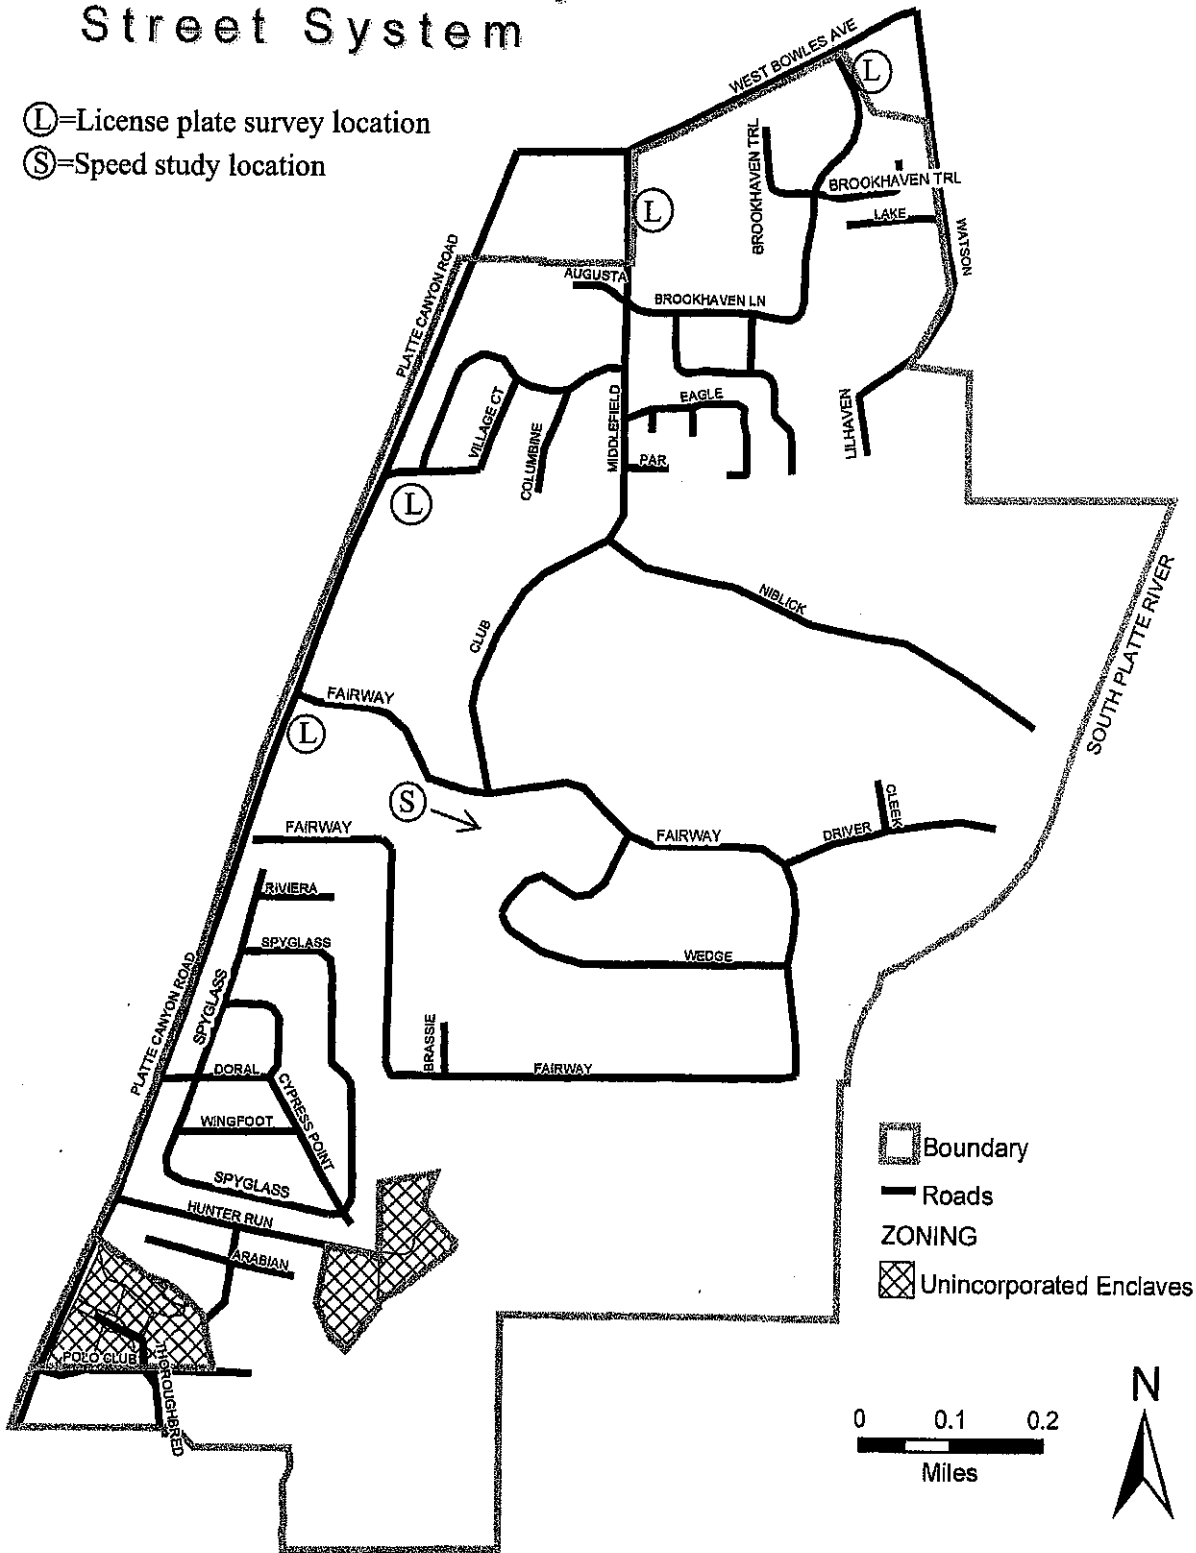 Street System
Ⓛ=License plate survey location
Ⓢ=Speed study location
WEST BOWLES AVE
L
BROOKHAVEN TRL
BROOKHAVEN TRL
L
LAKE
WATSON
PLATTE CANYON ROAD
AUGUSTA
BROOKHAVEN LN
EAGLE
MIDDLEFIELD
VILLAGE CT
COLUMBINE
LILHAVEN
PAR
L
NIBLICK
CLUB
SOUTH PLATTE RIVER
FAIRWAY
L
S
CLEEK
FAIRWAY
FAIRWAY
DRIVER
RIVIERA
SPYGLASS
WEDGE
SPYGLASS
PLATTE CANYON ROAD
BRASSIE
DORAL
FAIRWAY
CYPRESS POINT
WINGFOOT
SPYGLASS
HUNTER RUN
ARABIAN
POLO CLUB
THOROUGHBRED
Boundary
Roads
ZONING
Unincorporated Enclaves
N
0 0.1 0.2
Miles